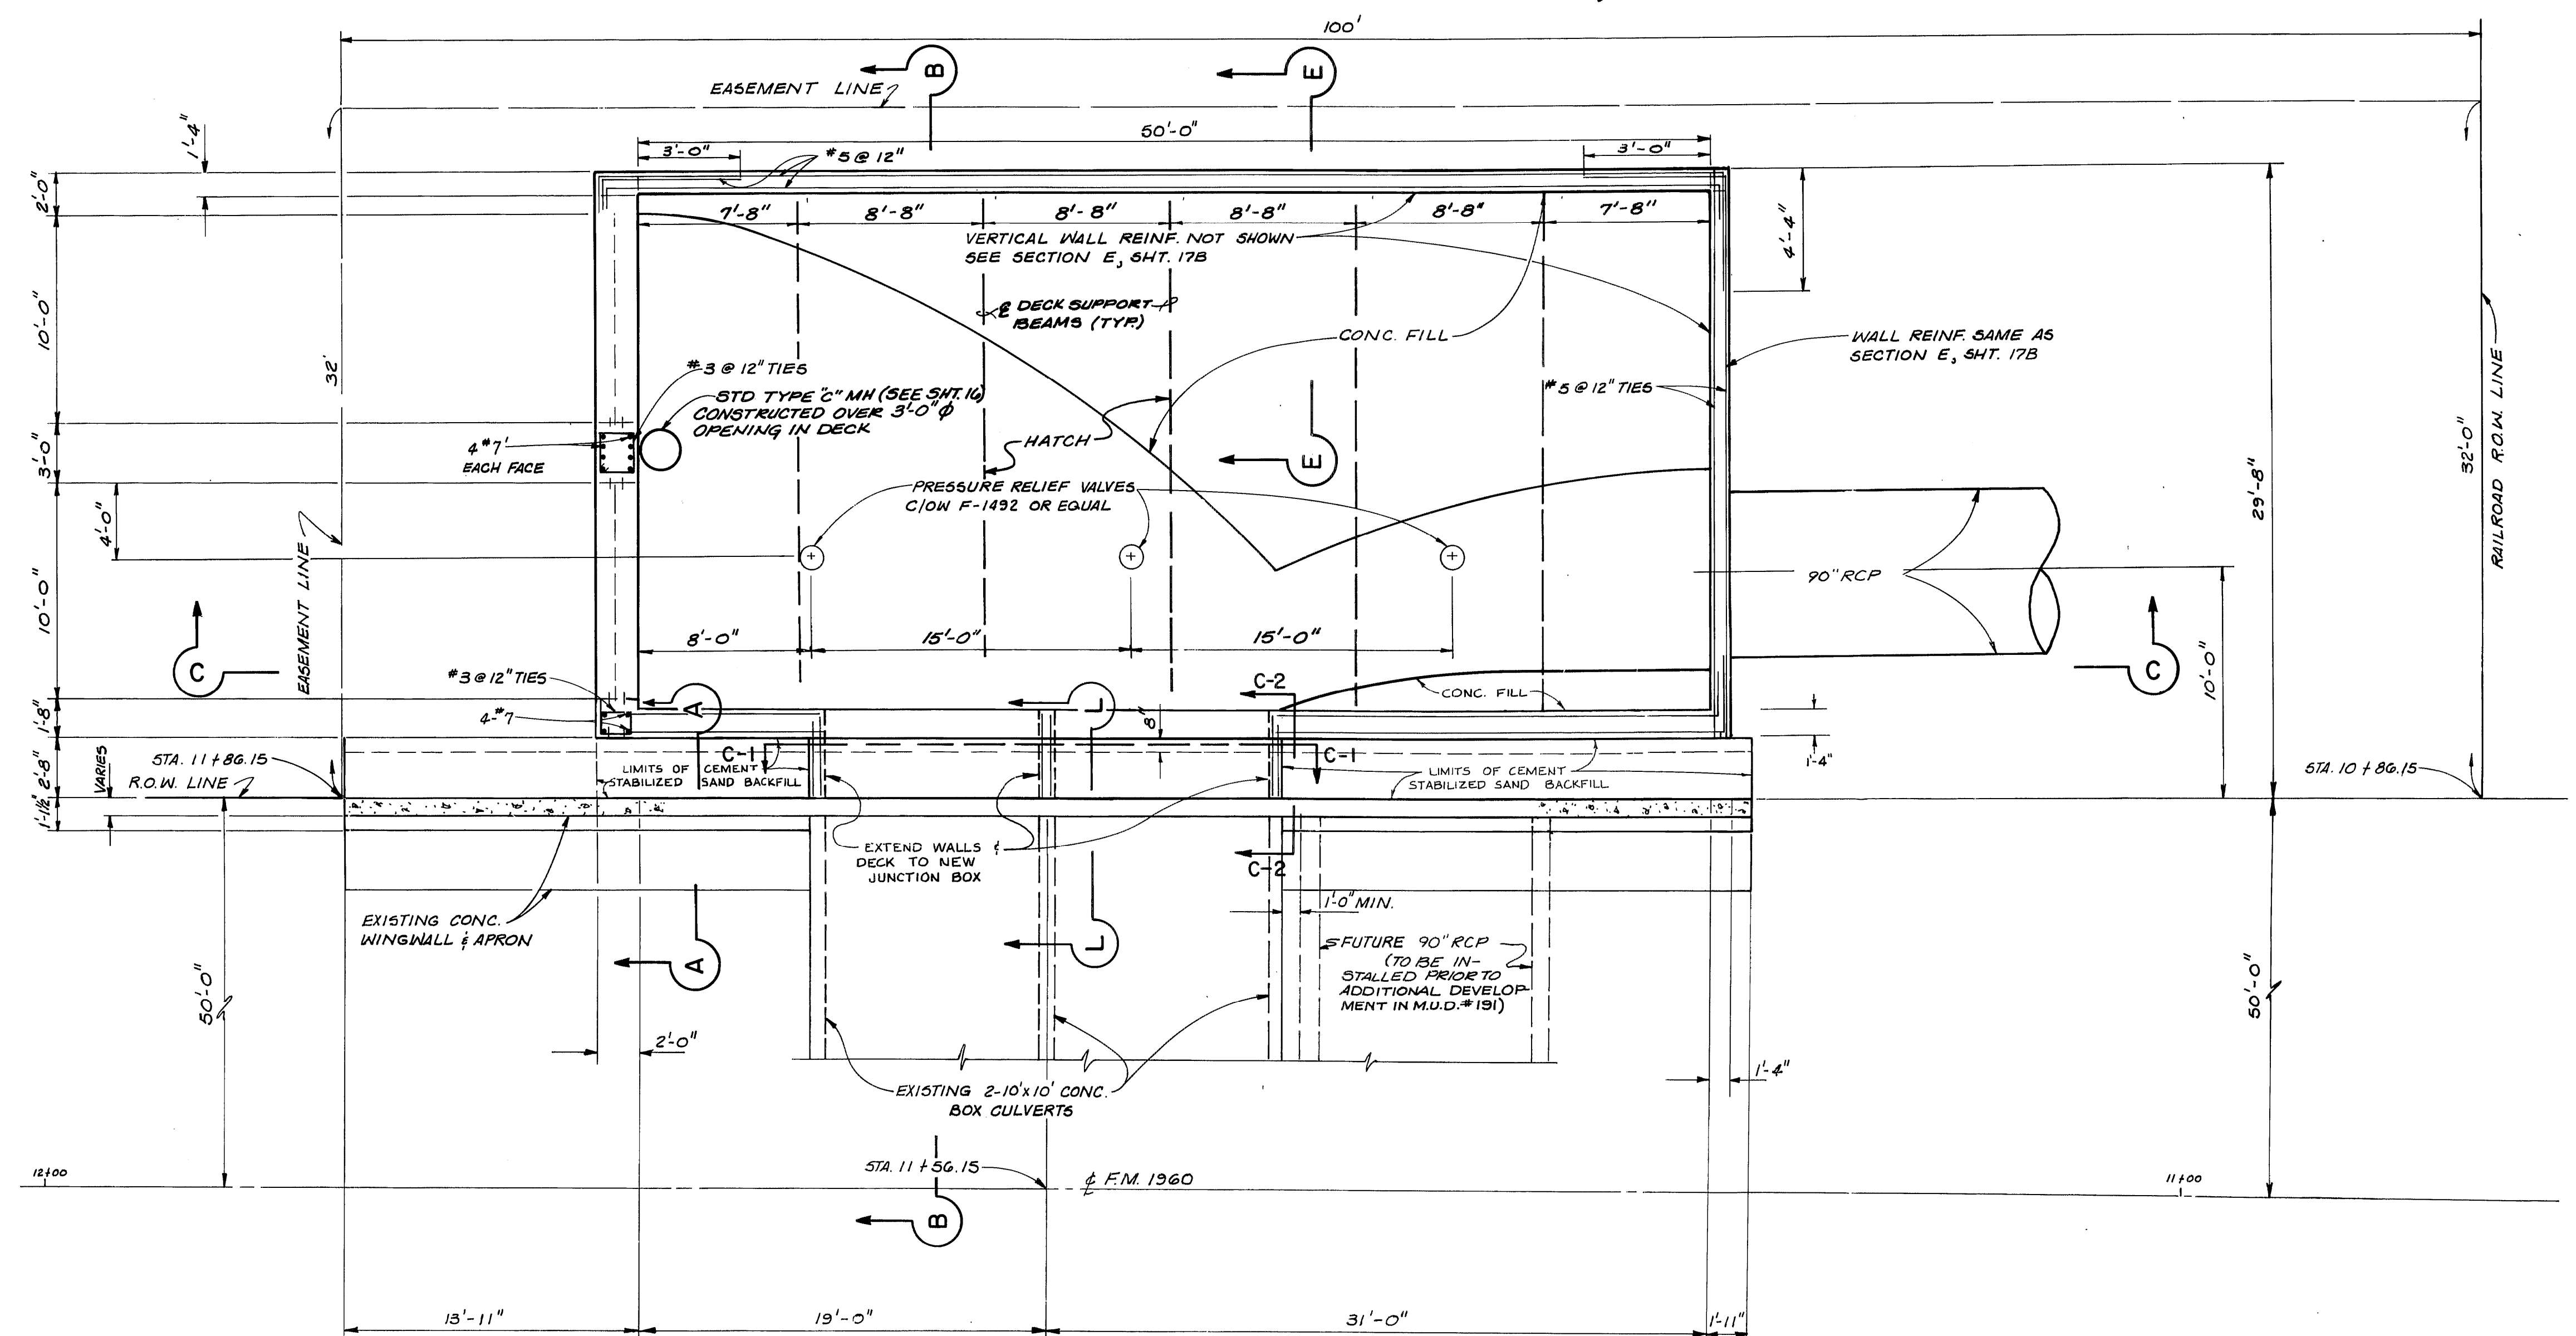 100'
B
E
EASEMENT LINE
1'-4"
50'-0"
3'-0"
#5 @ 12"
3'-0"
2'-0"
7'-8"
8'-8"
8'-8"
8'-8"
8'-8"
7'-8"
4'-4"
VERTICAL WALL REINF. NOT SHOWN
SEE SECTION E, SHT. 17B
10'-0"
32'
℄ DECK SUPPORT
BEAMS (TYP.)
CONC. FILL
WALL REINF. SAME AS
SECTION E, SHT. 17B
#3 @ 12" TIES
STD TYPE "C" MH (SEE SHT. 16)
CONSTRUCTED OVER 3'-0" ϕ
OPENING IN DECK
#5 @ 12" TIES
RAILROAD R.O.W. LINE
32'-0"
29'-8"
3'-0"
4 #7'
EACH FACE
HATCH
E
4'-0"
PRESSURE RELIEF VALVES
C/OW F-1492 OR EQUAL
EASEMENT LINE
10'-0"
90" RCP
10'-0"
C
C
8'-0"
15'-0"
15'-0"
#3 @ 12" TIES
A
L
C-2
CONC. FILL
1'-8"
4-#7
8"
C-1
C-1
1'-4"
2'-8"
VARIES
STA. 11 + 86.15
R.O.W. LINE
LIMITS OF CEMENT
STABILIZED SAND BACKFILL
LIMITS OF CEMENT
STABILIZED SAND BACKFILL
STA. 10 + 86.15
1'-1½"
EXTEND WALLS &
DECK TO NEW
JUNCTION BOX
C-2
1'-0" MIN.
EXISTING CONC.
WINGWALL & APRON
A
L
FUTURE 90" RCP
(TO BE IN-
STALLED PRIOR TO
ADDITIONAL DEVELOP-
MENT IN M.U.D. #191)
50'-0"
50'-0"
2'-0"
1'-4"
EXISTING 2-10'x10' CONC.
BOX CULVERTS
STA. 11 + 56.15
12+00
℄ F.M. 1960
11+00
B
13'-11"
19'-0"
31'-0"
1'-11"